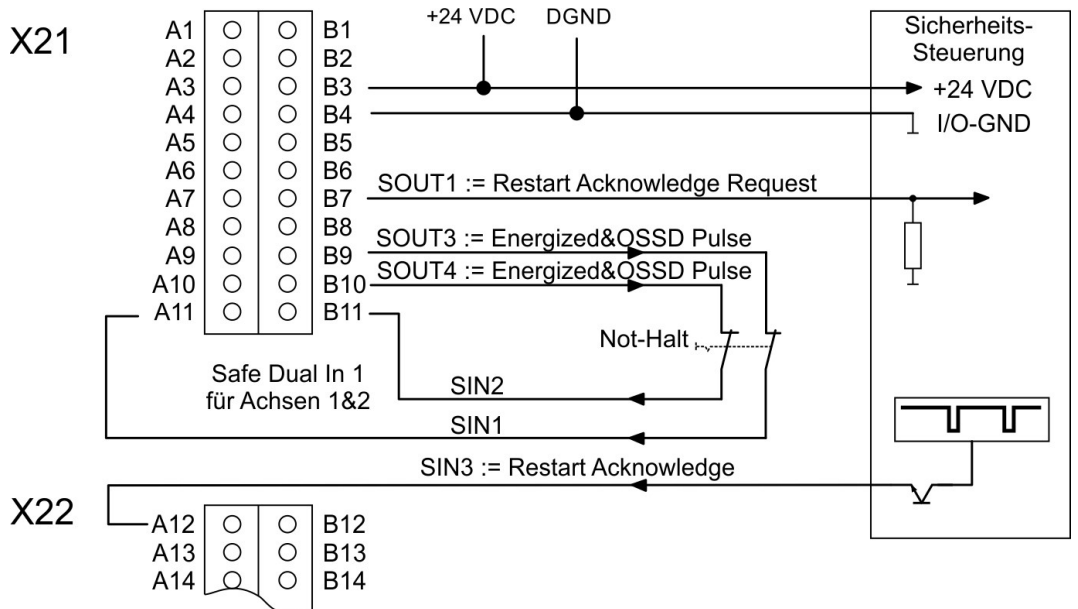 X21
+24 VDC
DGND
A1 B1
A2 B2
A3 B3
A4 B4
A5 B5
A6 B6
A7 B7
A8 B8
A9 B9
A10 B10
A11 B11
Sicherheits-
Steuerung
+24 VDC
I/O-GND
SOUT1 := Restart Acknowledge Request
SOUT3 := Energized&OSSD Pulse
SOUT4 := Energized&OSSD Pulse
Not-Halt
Safe Dual In 1
für Achsen 1&2
SIN2
SIN1
SIN3 := Restart Acknowledge
X22
A12 B12
A13 B13
A14 B14